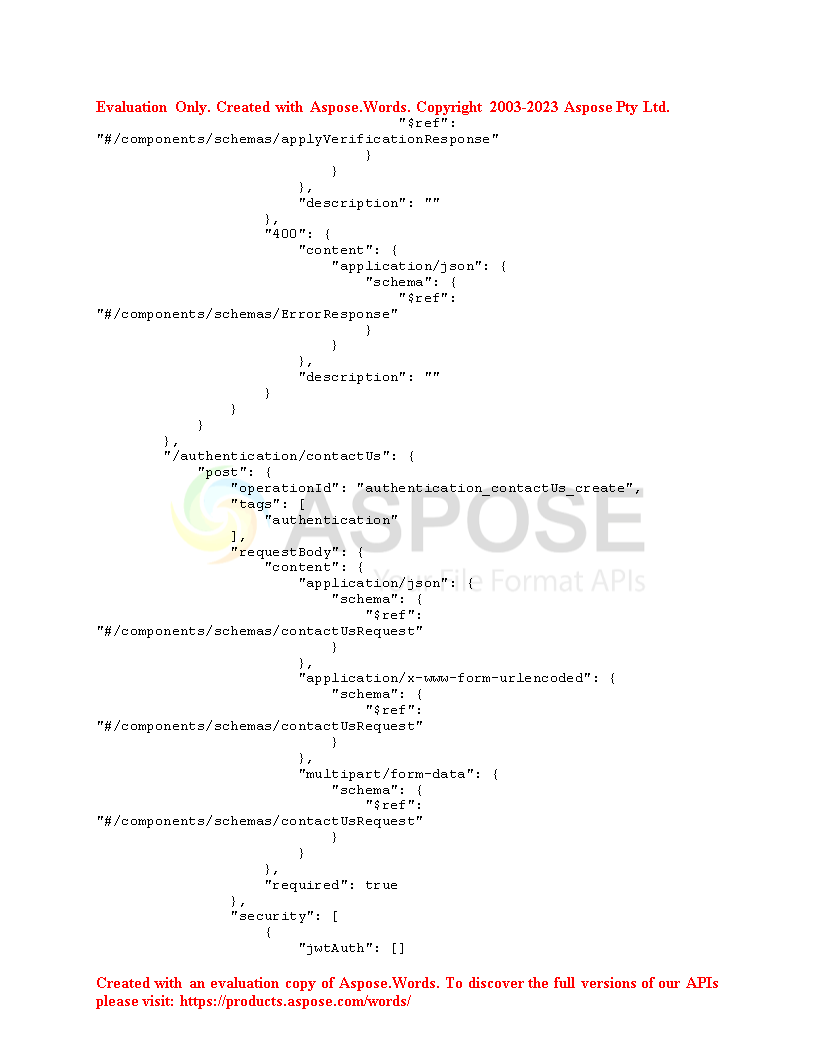 Evaluation Only. Created with Aspose.Words. Copyright 2003-2023 Aspose Pty Ltd.
                                    "$ref":
"#/components/schemas/applyVerificationResponse"
                                }
                            }
                        },
                        "description": ""
                    },
                    "400": {
                        "content": {
                            "application/json": {
                                "schema": {
                                    "$ref":
"#/components/schemas/ErrorResponse"
                                }
                            }
                        },
                        "description": ""
                    }
                }
            }
        },
        "/authentication/contactUs": {
            "post": {
                "operationId": "authentication_contactUs_create",
                "tags": [
                    "authentication"
                ],
                "requestBody": {
                    "content": {
                        "application/json": {
                            "schema": {
                                "$ref":
"#/components/schemas/contactUsRequest"
                            }
                        },
                        "application/x-www-form-urlencoded": {
                            "schema": {
                                "$ref":
"#/components/schemas/contactUsRequest"
                            }
                        },
                        "multipart/form-data": {
                            "schema": {
                                "$ref":
"#/components/schemas/contactUsRequest"
                            }
                        }
                    },
                    "required": true
                },
                "security": [
                    {
                        "jwtAuth": []
ASPOSE
Your File Format APIs
Created with an evaluation copy of Aspose.Words. To discover the full versions of our APIs
please visit: https://products.aspose.com/words/